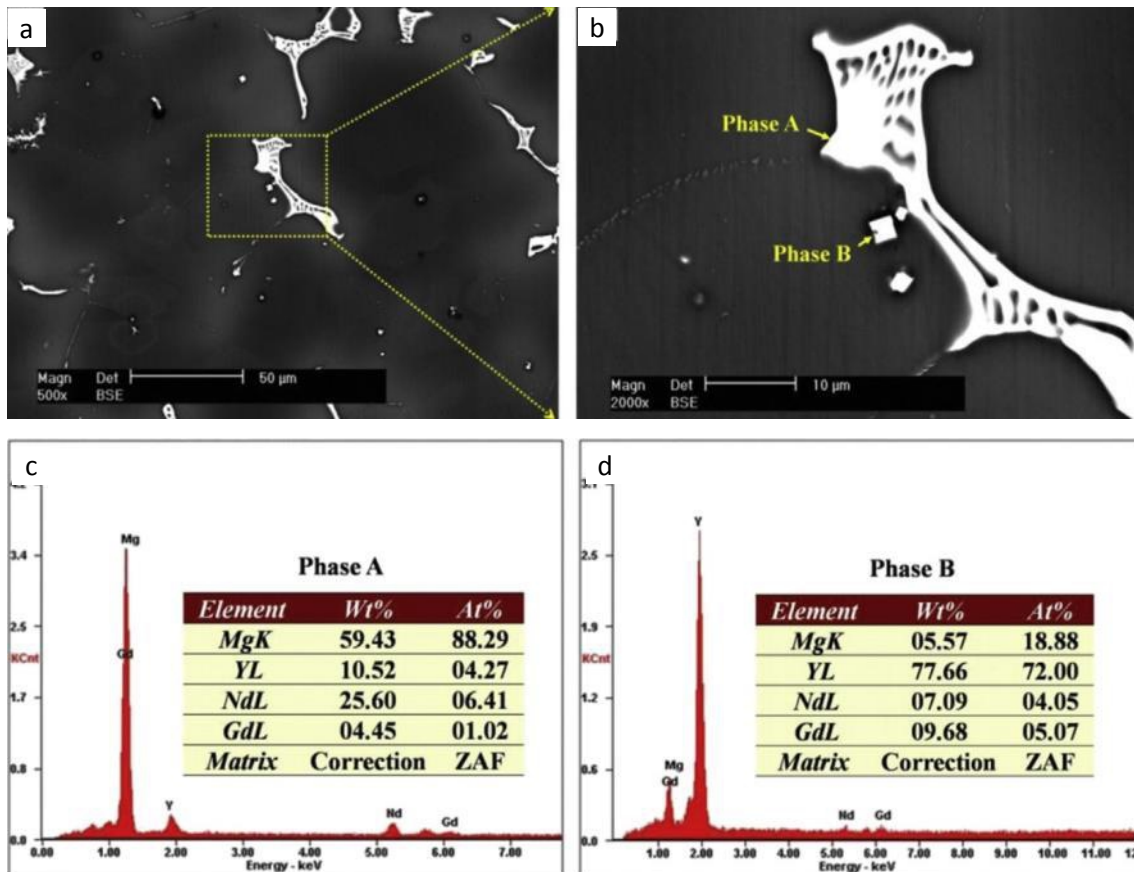 a
Magn Det 50 µm
500x BSE
b
Phase A
Phase B
Magn Det 10 µm
2000x BSE
c
4.2
3.4
2.5
KCnt
1.7
0.8
0.0
Mg
Gd
Y
Nd
Gd
Phase A
Element Wt% At%
MgK 59.43 88.29
YL 10.52 04.27
NdL 25.60 06.41
GdL 04.45 01.02
Matrix Correction ZAF
0.00 1.00 2.00 3.00 4.00 5.00 6.00 7.00
Energy - keV
d
3.1
2.5
1.9
KCnt
1.2
0.6
0.0
Y
Mg
Gd
Nd
Gd
Phase B
Element Wt% At%
MgK 05.57 18.88
YL 77.66 72.00
NdL 07.09 04.05
GdL 09.68 05.07
Matrix Correction ZAF
1.00 2.00 3.00 4.00 5.00 6.00 7.00 8.00 9.00 10.00 11.00 12
Energy - keV